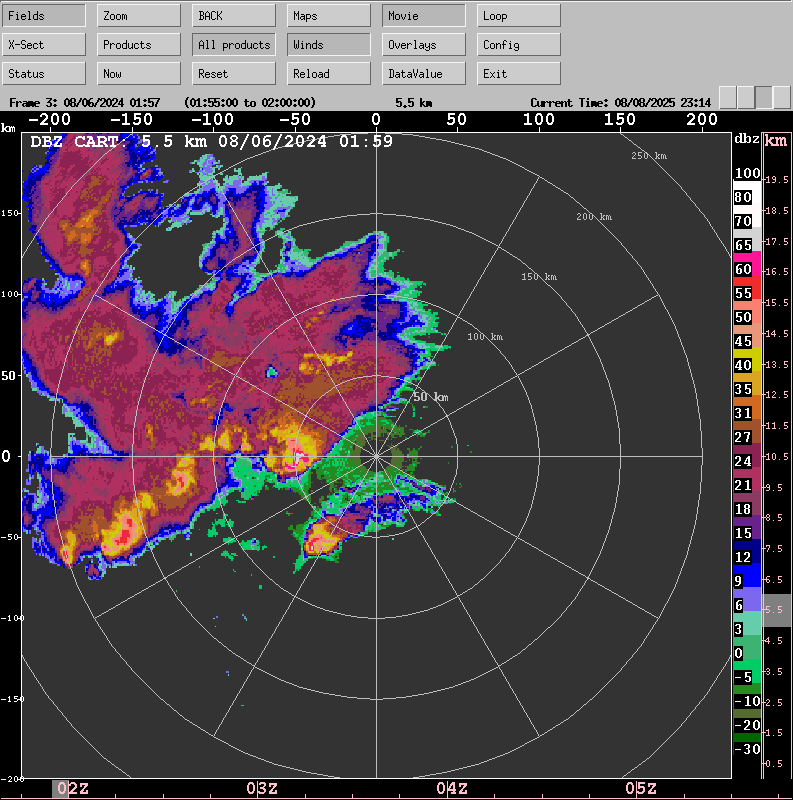 Fields Zoom BACK Maps Movie Loop
X-Sect Products All products Winds Overlays Config
Status Now Reset Reload DataValue Exit
Frame 3: 08/06/2024 01:57 (01:55:00 to 02:00:00) 5.5 km Current Time: 08/08/2025 23:14
km -200 -150 -100 -50 0 50 100 150 200
DBZ CART: 5.5 km 08/06/2024 01:59 dbz km
250 km
100
19.5
80
150 200 km 18.5
70
65 17.5
60 16.5
150 km
100 55 15.5
50
100 km 14.5
45
13.5
40
50 35 12.5
50 km 31
11.5
27
0 24 10.5
21 9.5
18
8.5
15
-50 7.5
12
9 6.5
6 5.5
-100 3
4.5
0
-5 3.5
-150 -10 2.5
-20 1.5
-30
0.5
-200
02Z 03Z 04Z 05Z